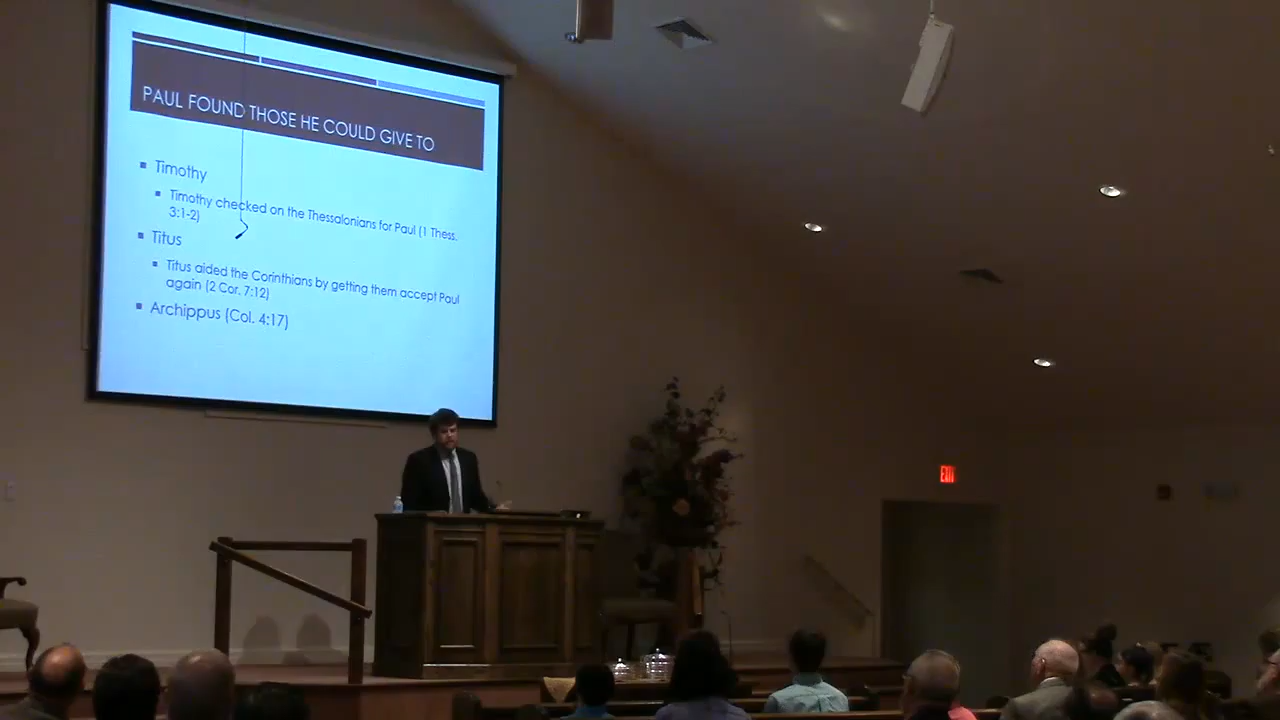 PAUL FOUND THOSE HE COULD GIVE TO
Timothy
Timothy checked on the Thessalonians for Paul (1 Thess.
3:1-2)
Titus
Titus aided the Corinthians by getting them accept Paul
again (2 Cor. 7:12)
Archippus (Col. 4:17)
EXIT